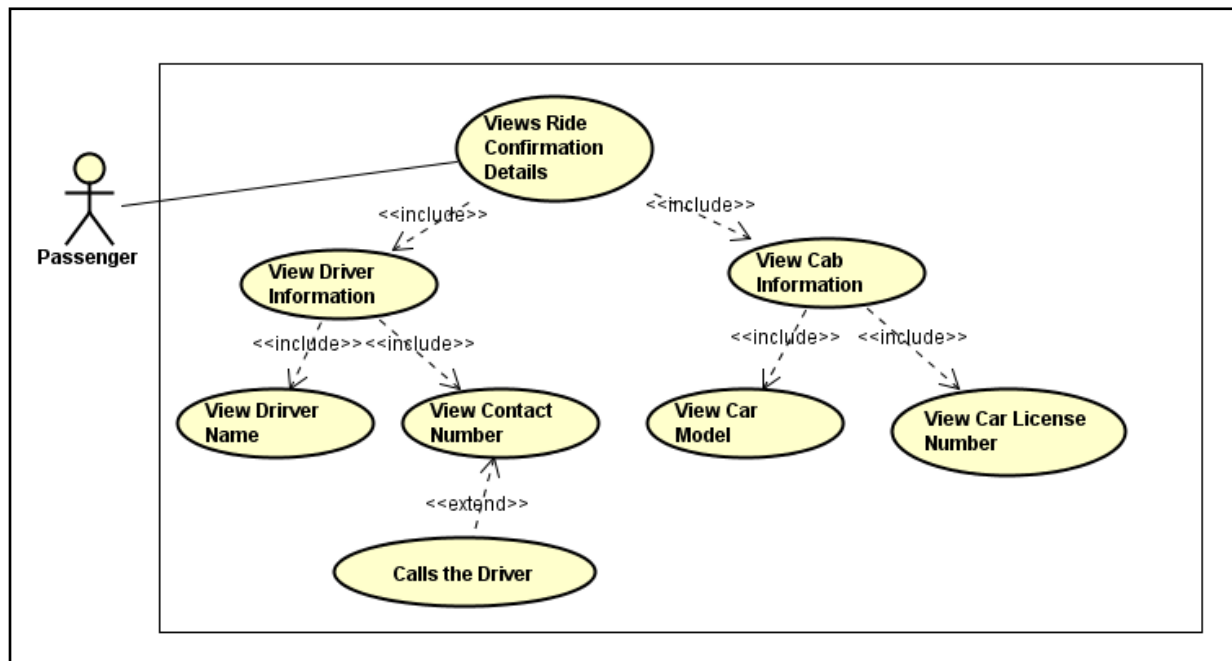 Views Ride
Confirmation
Details
Passenger
<<include>>
<<include>>
View Driver
Information
View Cab
Information
<<include>>
<<include>>
<<include>>
<<include>>
View Drirver
Name
View Contact
Number
View Car
Model
View Car License
Number
<<extend>>
Calls the Driver